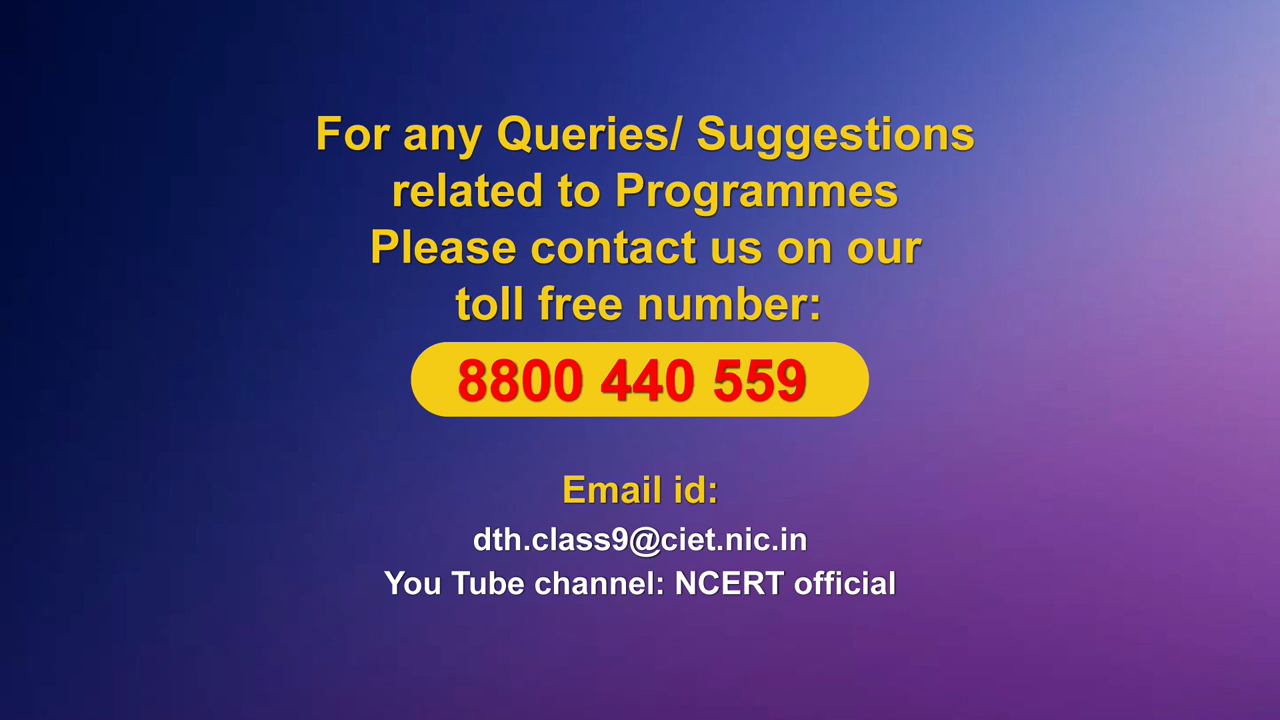 For any Queries/ Suggestions
related to Programmes
Please contact us on our
toll free number:
8800 440 559
Email id:
dth.class9@ciet.nic.in
You Tube channel: NCERT official